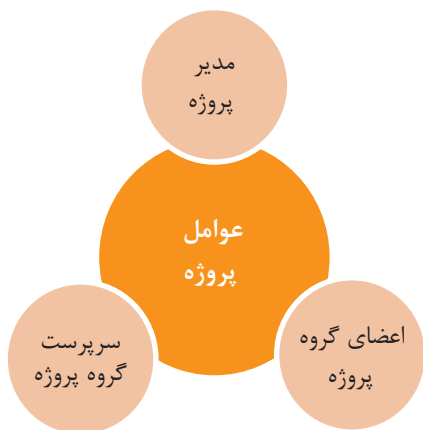 مدیر
پروژه
عوامل
پروژه
اعضای گروه
پروژه
سرپرست
گروه پروژه